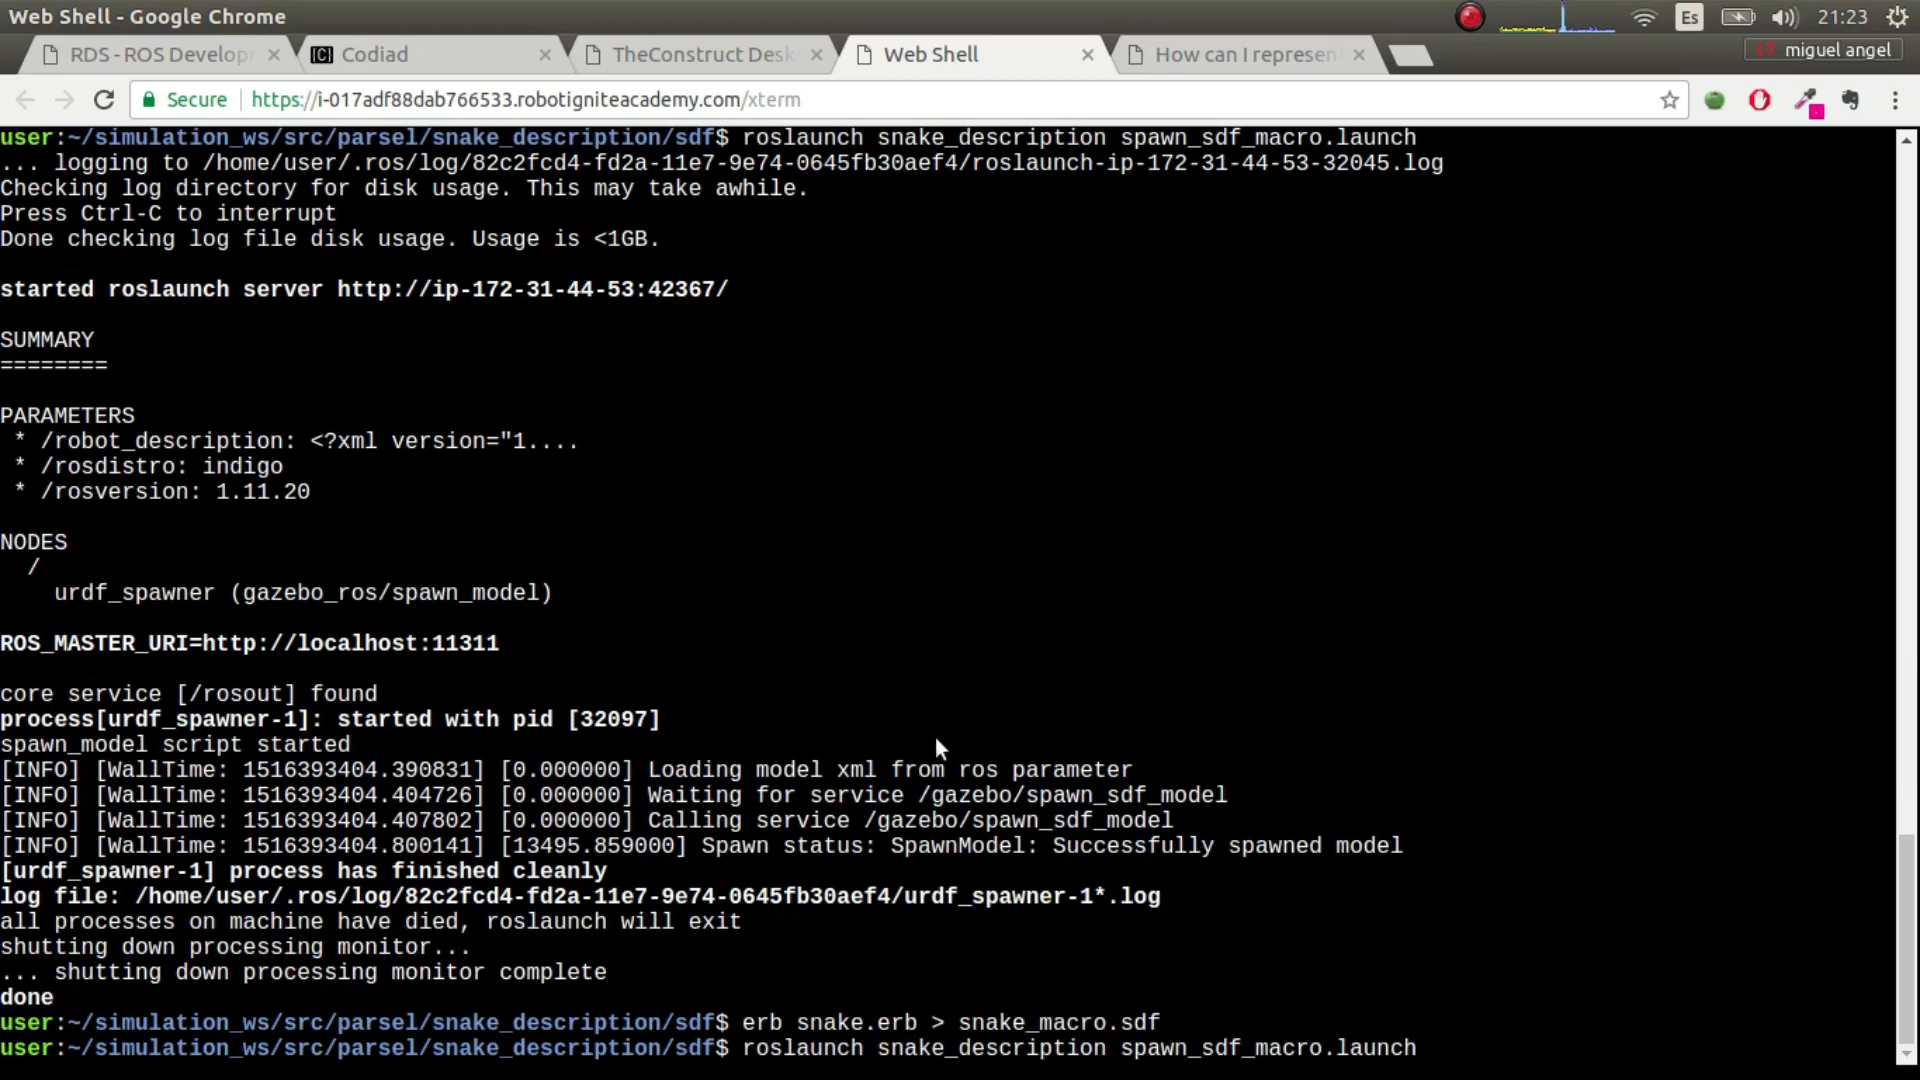 Web Shell - Google Chrome
Es
21:23
RDS - ROS Develop
Codiad
TheConstruct Desk
Web Shell
How can I represen
miguel angel
Secure https://i-017adf88dab766533.robotigniteacademy.com/xterm
user:~/simulation_ws/src/parsel/snake_description/sdf$ roslaunch snake_description spawn_sdf_macro.launch
... logging to /home/user/.ros/log/82c2fcd4-fd2a-11e7-9e74-0645fb30aef4/roslaunch-ip-172-31-44-53-32045.log
Checking log directory for disk usage. This may take awhile.
Press Ctrl-C to interrupt
Done checking log file disk usage. Usage is <1GB.
started roslaunch server http://ip-172-31-44-53:42367/
SUMMARY
========
PARAMETERS
* /robot_description: <?xml version="1....
* /rosdistro: indigo
* /rosversion: 1.11.20
NODES
/
urdf_spawner (gazebo_ros/spawn_model)
ROS_MASTER_URI=http://localhost:11311
core service [/rosout] found
process[urdf_spawner-1]: started with pid [32097]
spawn_model script started
[INFO] [WallTime: 1516393404.390831] [0.000000] Loading model xml from ros parameter
[INFO] [WallTime: 1516393404.404726] [0.000000] Waiting for service /gazebo/spawn_sdf_model
[INFO] [WallTime: 1516393404.407802] [0.000000] Calling service /gazebo/spawn_sdf_model
[INFO] [WallTime: 1516393404.800141] [13495.859000] Spawn status: SpawnModel: Successfully spawned model
[urdf_spawner-1] process has finished cleanly
log file: /home/user/.ros/log/82c2fcd4-fd2a-11e7-9e74-0645fb30aef4/urdf_spawner-1*.log
all processes on machine have died, roslaunch will exit
shutting down processing monitor...
... shutting down processing monitor complete
done
user:~/simulation_ws/src/parsel/snake_description/sdf$ erb snake.erb > snake_macro.sdf
user:~/simulation_ws/src/parsel/snake_description/sdf$ roslaunch snake_description spawn_sdf_macro.launch